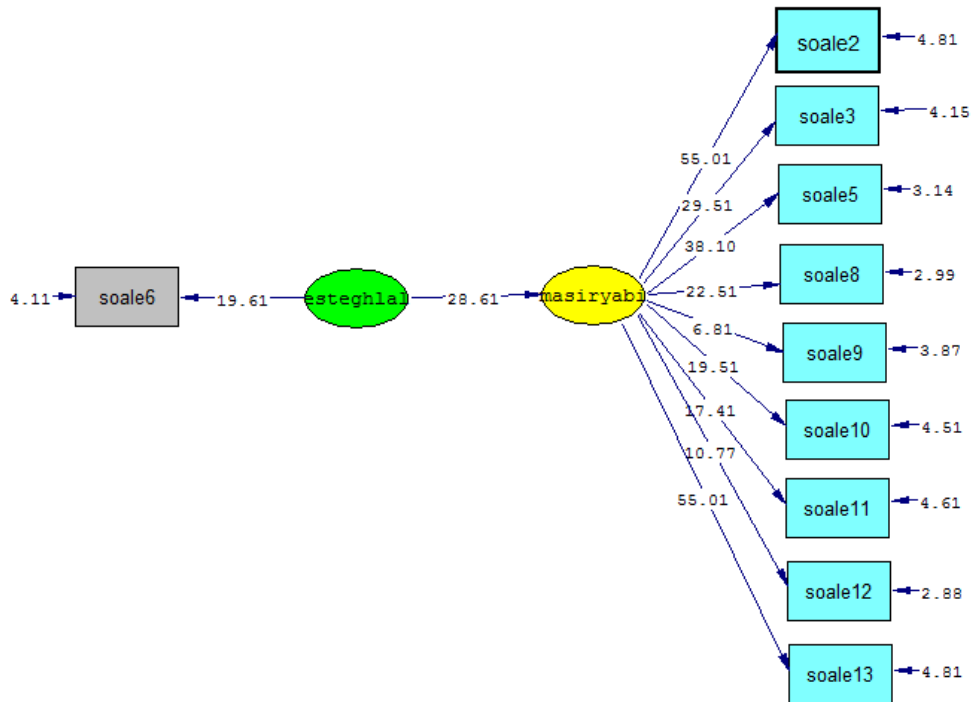 soale2
4.81
soale3
4.15
55.01
29.51
soale5
3.14
38.10
soale8
2.99
4.11
soale6
19.61
esteghlal
28.61
masiryabi
22.51
6.81
soale9
3.87
19.51
17.41
soale10
4.51
10.77
55.01
soale11
4.61
soale12
2.88
soale13
4.81